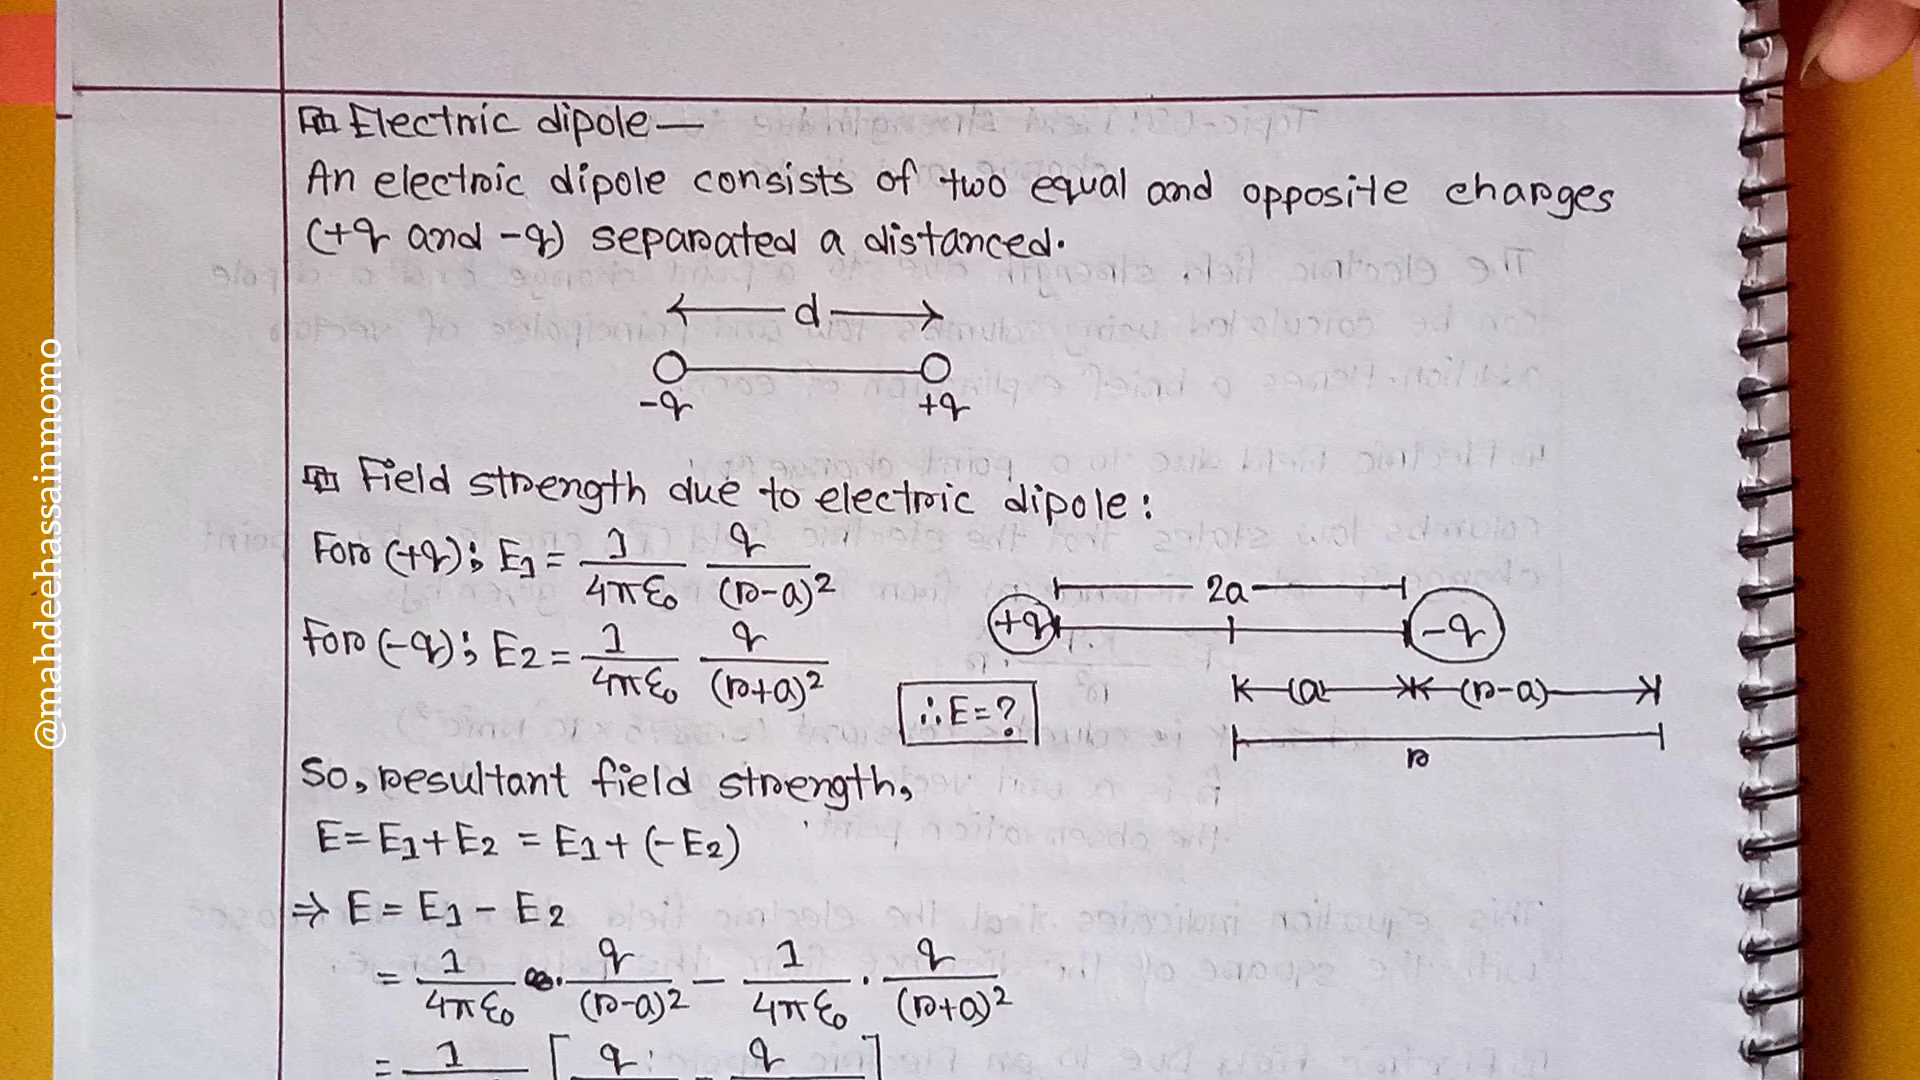 Electric dipole—
An electric dipole consists of two equal and opposite charges
(+q and -q) separated a distanced.
d
-q +q
Field strength due to electric dipole:
For (+q); E₁ = 1/4πε₀ q/(r-a)²
For (-q); E₂ = 1/4πε₀ q/(r+a)²
2a
+q -q
a (r-a)
r
∴ E = ?
So, resultant field strength,
E = E₁ + E₂ = E₁ + (-E₂)
⇒ E = E₁ - E₂
= 1/4πε₀ · q/(r-a)² - 1/4πε₀ · q/(r+a)²
= 1 [ q - q ]
@mahdeehassainmomo